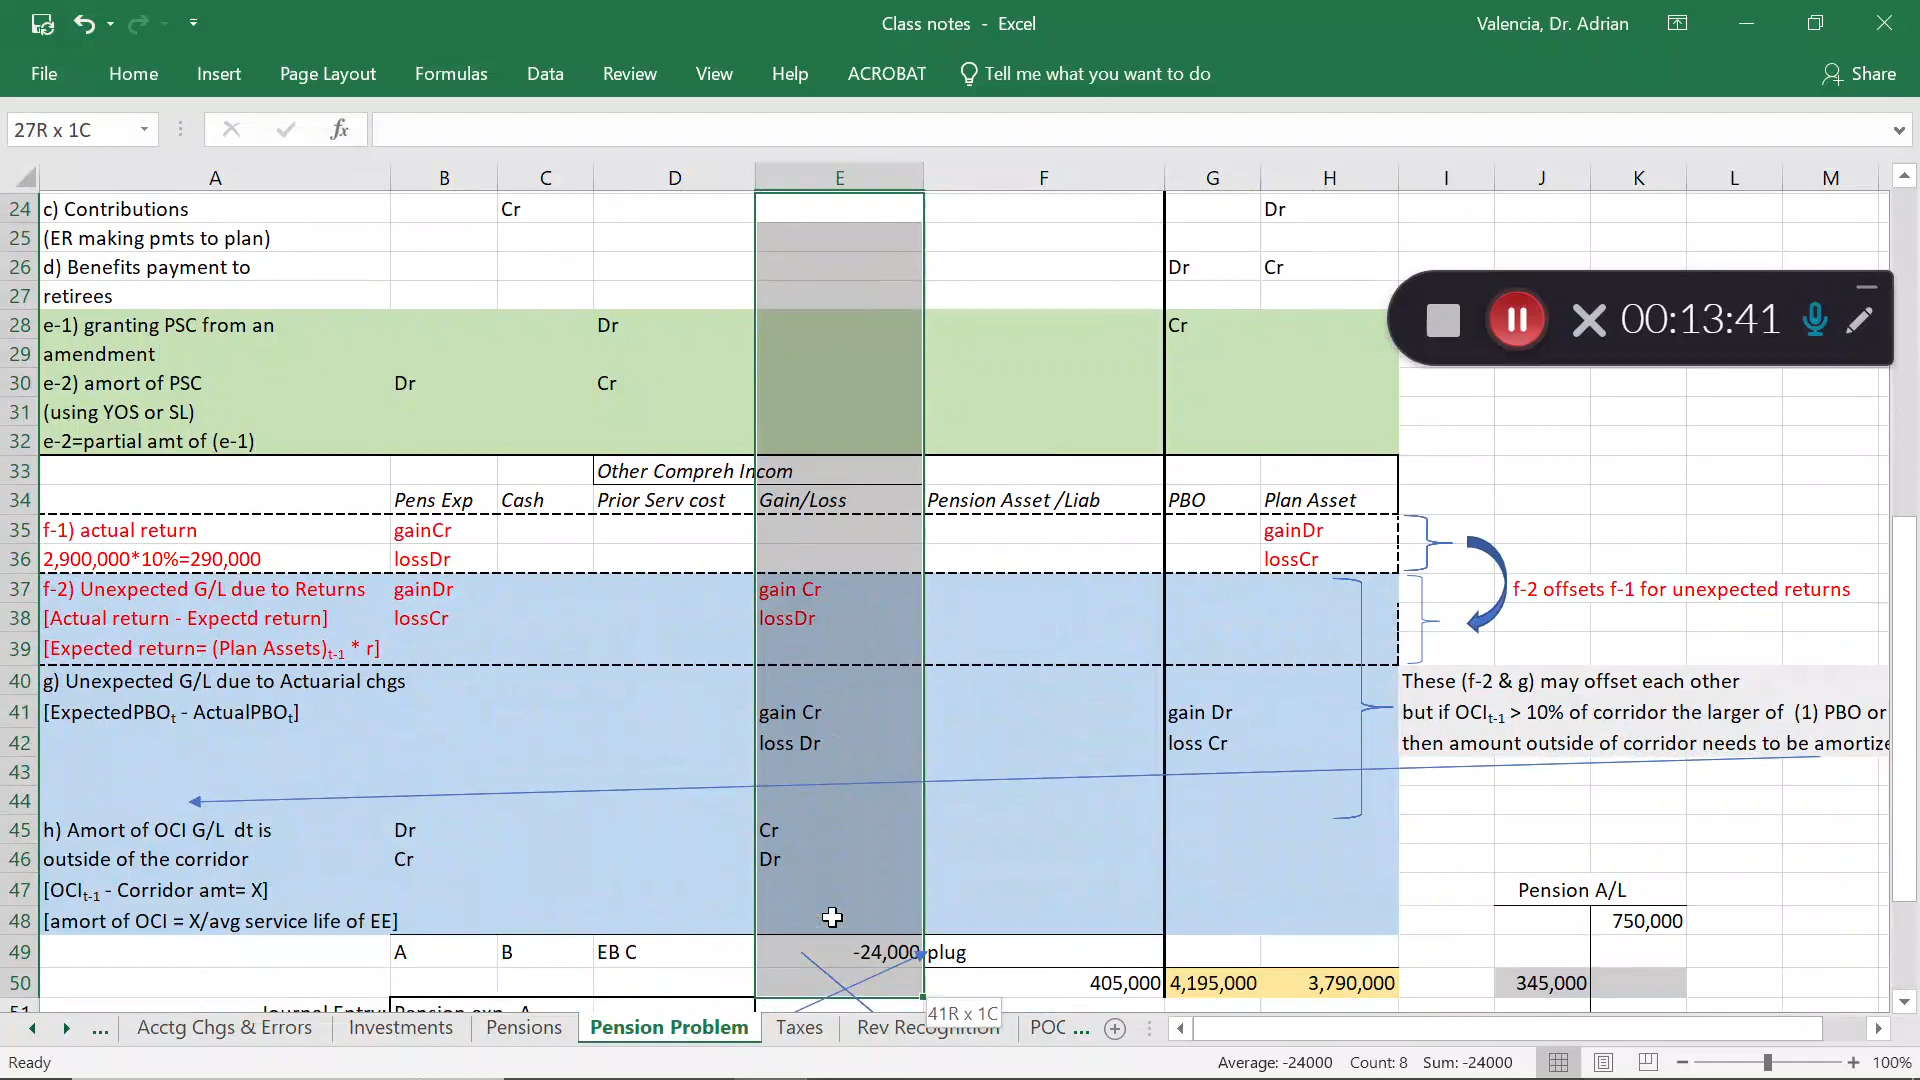 Class notes - Excel
Valencia, Dr. Adrian
File Home Insert Page Layout Formulas Data Review View Help ACROBAT Tell me what you want to do Share
27R x 1C fx
A B C D E F G H I J K L M
24 c) Contributions Cr Dr
25 (ER making pmts to plan)
26 d) Benefits payment to Dr Cr
27 retirees
00:13:41
28 e-1) granting PSC from an Dr Cr
29 amendment
30 e-2) amort of PSC Dr Cr
31 (using YOS or SL)
32 e-2=partial amt of (e-1)
33 Other Compreh Incom
34 Pens Exp Cash Prior Serv cost Gain/Loss Pension Asset /Liab PBO Plan Asset
35 f-1) actual return gainCr gainDr
36 2,900,000*10%=290,000 lossDr lossCr
37 f-2) Unexpected G/L due to Returns gainDr gain Cr f-2 offsets f-1 for unexpected returns
38 [Actual return - Expectd return] lossCr lossDr
39 [Expected return= (Plan Assets)t-1 * r]
40 g) Unexpected G/L due to Actuarial chgs These (f-2 & g) may offset each other
41 [ExpectedPBOt - ActualPBOt] gain Cr gain Dr but if OCIt-1 > 10% of corridor the larger of (1) PBO or
42 loss Dr loss Cr then amount outside of corridor needs to be amortize
43
44
45 h) Amort of OCI G/L dt is Dr Cr
46 outside of the corridor Cr Dr
47 [OCIt-1 - Corridor amt= X] Pension A/L
48 [amort of OCI = X/avg service life of EE] 750,000
49 A B EB C -24,000 plug
50 405,000 4,195,000 3,790,000 345,000
41R x 1C
... Acctg Chgs & Errors Investments Pensions Pension Problem Taxes Rev Recognition POC ...
Ready Average: -24000 Count: 8 Sum: -24000 100%